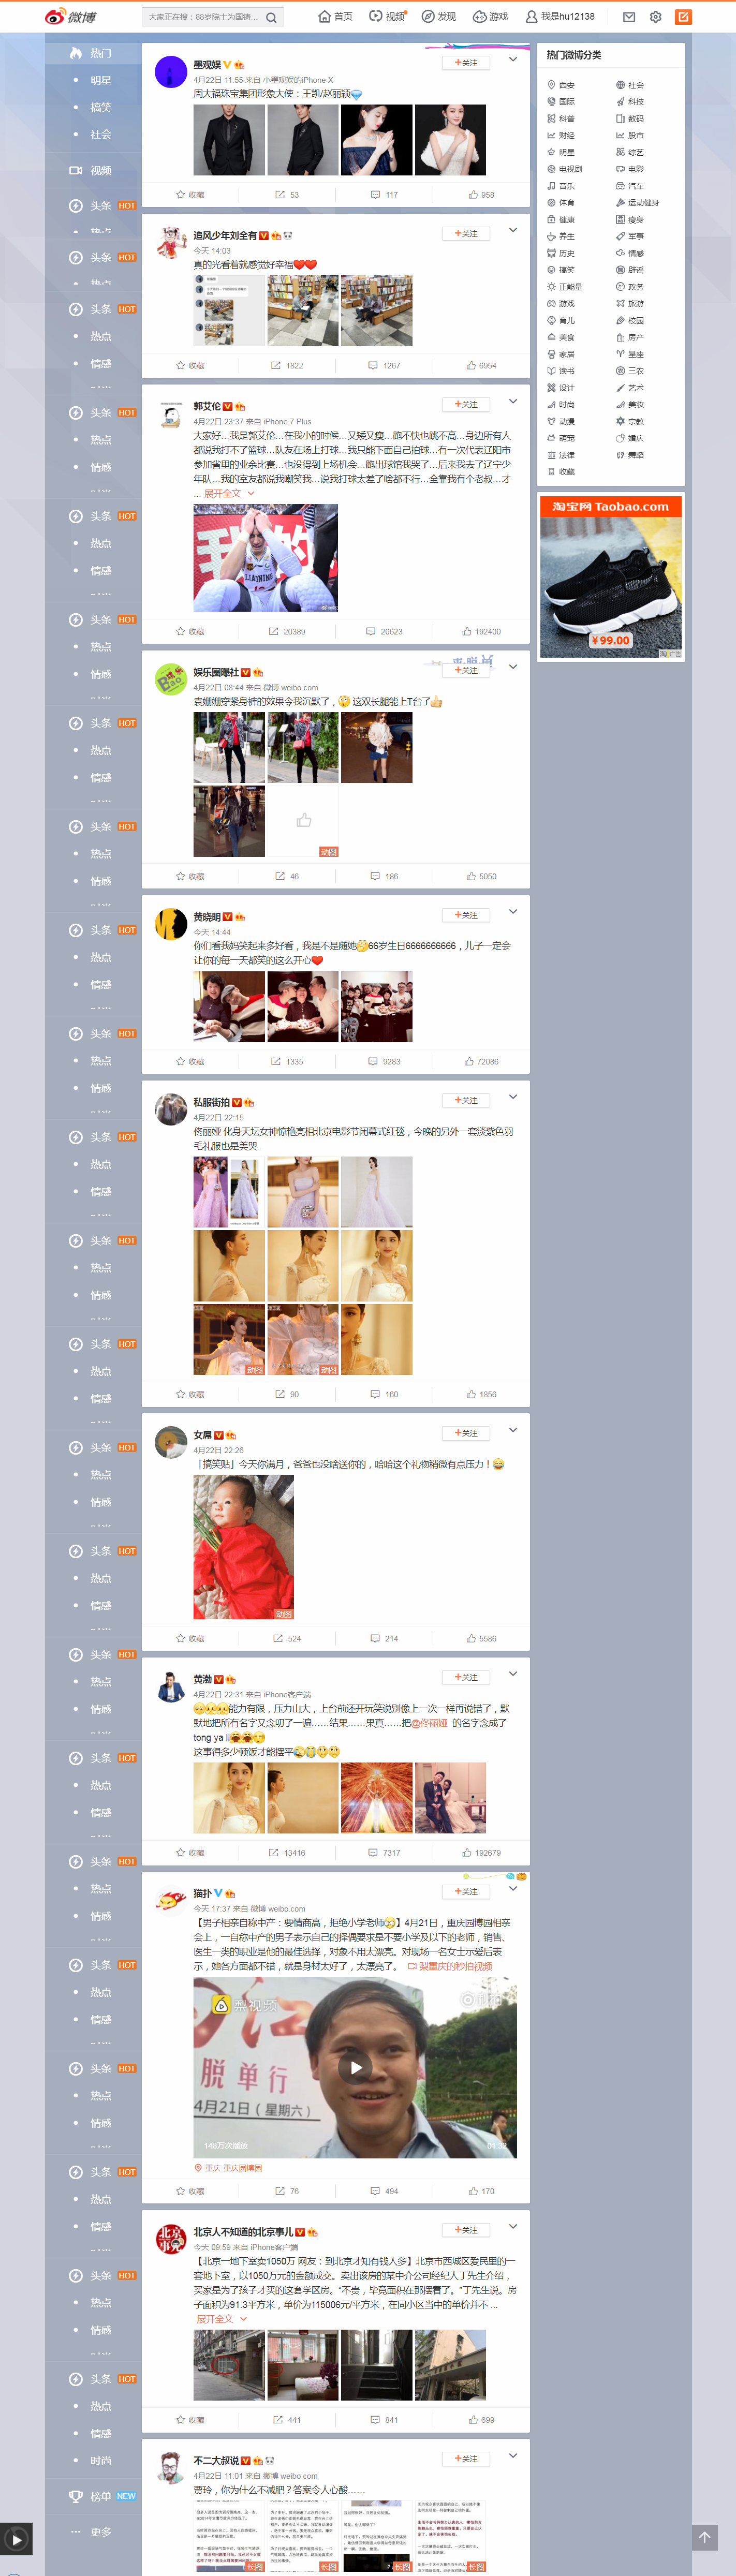 微博
大家正在搜：88岁院士为国铸...
首页
视频
发现
游戏
我是hu12138
热门
明星
搞笑
社会
视频
头条 HOT
热点
头条 HOT
热点
头条 HOT
热点
情感
头条 HOT
热点
情感
头条 HOT
热点
情感
头条 HOT
热点
情感
头条 HOT
热点
情感
头条 HOT
热点
情感
头条 HOT
热点
情感
头条 HOT
热点
情感
头条 HOT
热点
情感
头条 HOT
热点
情感
头条 HOT
热点
情感
头条 HOT
热点
情感
头条 HOT
热点
情感
头条 HOT
热点
情感
头条 HOT
热点
情感
头条 HOT
热点
情感
头条 HOT
热点
情感
头条 HOT
热点
情感
头条 HOT
热点
情感
头条 HOT
热点
情感
头条 HOT
热点
情感
时尚
榜单 NEW
更多
墨观娱
+关注
4月22日 11:55 来自 小墨观娱的iPhone X
周大福珠宝集团形象大使：王凯/赵丽颖💎
收藏 53 117 958
追风少年刘全有
+关注
今天 14:03
真的光看着就感觉好幸福❤️❤️
收藏 1822 1267 6954
郭艾伦
+关注
4月22日 23:37 来自 iPhone 7 Plus
大家好…我是郭艾伦…在我小的时候…又矮又瘦…跑不快也跳不高…身边所有人
都说我打不了篮球…队友在场上打球…我只能下面自己拍球…有一次代表辽阳市
参加省里的业余比赛…也没得到上场机会…跑出球馆我哭了…后来我去了辽宁少
年队…我的室友都说我嘲笑我…说我打球太差了啥都不行…全靠我有个老叔…才
... 展开全文
LIAONING
收藏 20389 20623 192400
娱乐圈曝社
+关注
4月22日 08:44 来自 微博 weibo.com
袁姗姗穿紧身裤的效果令我沉默了，这双长腿能上T台了👍
动图
收藏 46 186 5050
黄晓明
+关注
今天 14:44
你们看我妈笑起来多好看，我是不是随她66岁生日6666666666，儿子一定会
让你的每一天都笑的这么开心❤️
收藏 1335 9283 72086
私服街拍
+关注
4月22日 22:15
佟丽娅 化身天坛女神惊艳亮相北京电影节闭幕式红毯，今晚的另外一套淡紫色羽
毛礼服也是美哭
动图
动图
收藏 90 160 1856
女屌
+关注
4月22日 22:26
「搞笑贴」今天你满月，爸爸也没啥送你的，哈哈这个礼物稍微有点压力！😂
动图
收藏 524 214 5586
黄渤
+关注
4月22日 22:31 来自 iPhone客户端
能力有限，压力山大，上台前还开玩笑说别像上一次一样再说错了，默
默地把所有名字又念叨了一遍……结果……果真……把@佟丽娅 的名字念成了
tong ya li
这事得多少顿饭才能摆平
收藏 13416 7317 192679
猫扑
+关注
今天 17:37 来自 微博 weibo.com
【男子相亲自称中产：要情商高，拒绝小学老师】4月21日，重庆园博园相亲
会上，一自称中产的男子表示自己的择偶要求是不要小学及以下的老师，销售、
医生一类的职业是他的最佳选择，对象不用太漂亮。对现场一名女士示爱后表
示，她各方面都不错，就是身材太好了，太漂亮了。 梨重庆的秒拍视频
梨视频
脱单行
4月21日（星期六）
148万次播放
重庆·重庆园博园
收藏 76 494 170
北京人不知道的北京事儿
+关注
今天 09:59 来自 iPhone客户端
【北京一地下室卖1050万 网友：到北京才知有钱人多】北京市西城区爱民里的一
套地下室，以1050万元的金额成交。卖出该房的某中介公司经纪人丁先生介绍，
买家是为了孩子才买的这套学区房。“不贵，毕竟面积在那摆着了。”丁先生说。房
子面积为91.3平方米，单价为115006元/平方米，在同小区当中的单价并不 ...
展开全文
收藏 441 841 699
不二大叔说
+关注
4月22日 11:01 来自 微博 weibo.com
贾玲，你为什么不减肥？答案令人心酸……
长图
长图
长图
长图
热门微博分类
西安 社会
国际 科技
科普 数码
财经 股市
明星 综艺
电视剧 电影
音乐 汽车
体育 运动健身
健康 瘦身
养生 军事
历史 情感
搞笑 辟谣
正能量 政务
游戏 旅游
育儿 校园
美食 房产
家居 星座
读书 三农
设计 艺术
时尚 美妆
动漫 宗教
萌宠 婚庆
法律 舞蹈
收藏
淘宝网 Taobao.com
¥99.00